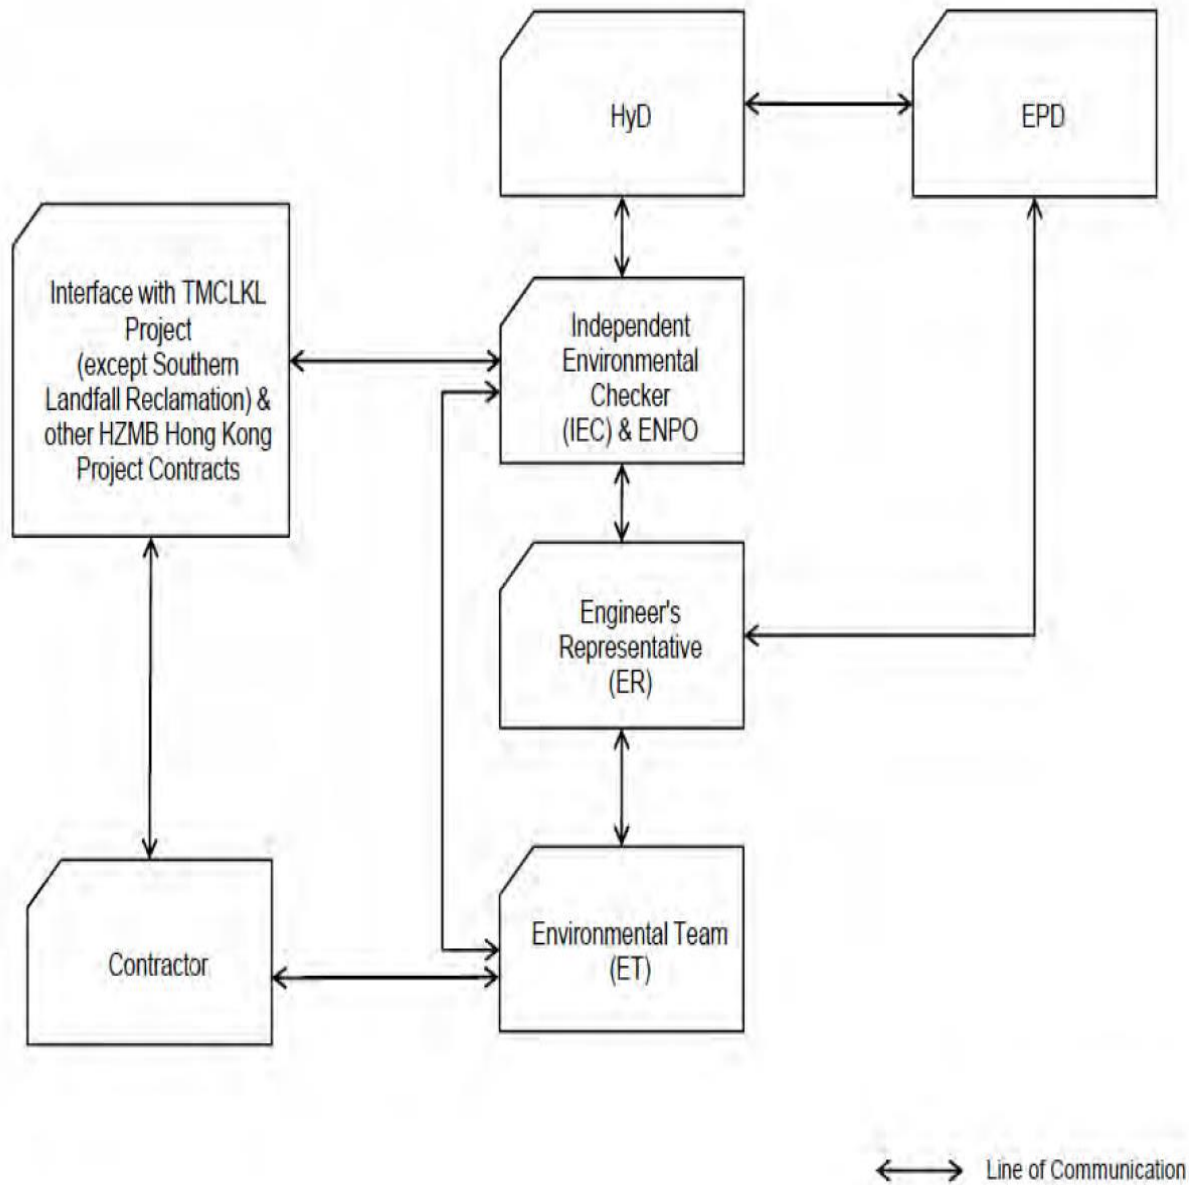 HyD
EPD
Interface with TMCLKL
Project
(except Southern
Landfall Reclamation) &
other HZMB Hong Kong
Project Contracts
Independent
Environmental
Checker
(IEC) & ENPO
Engineer's
Representative
(ER)
Environmental Team
(ET)
Contractor
Line of Communication